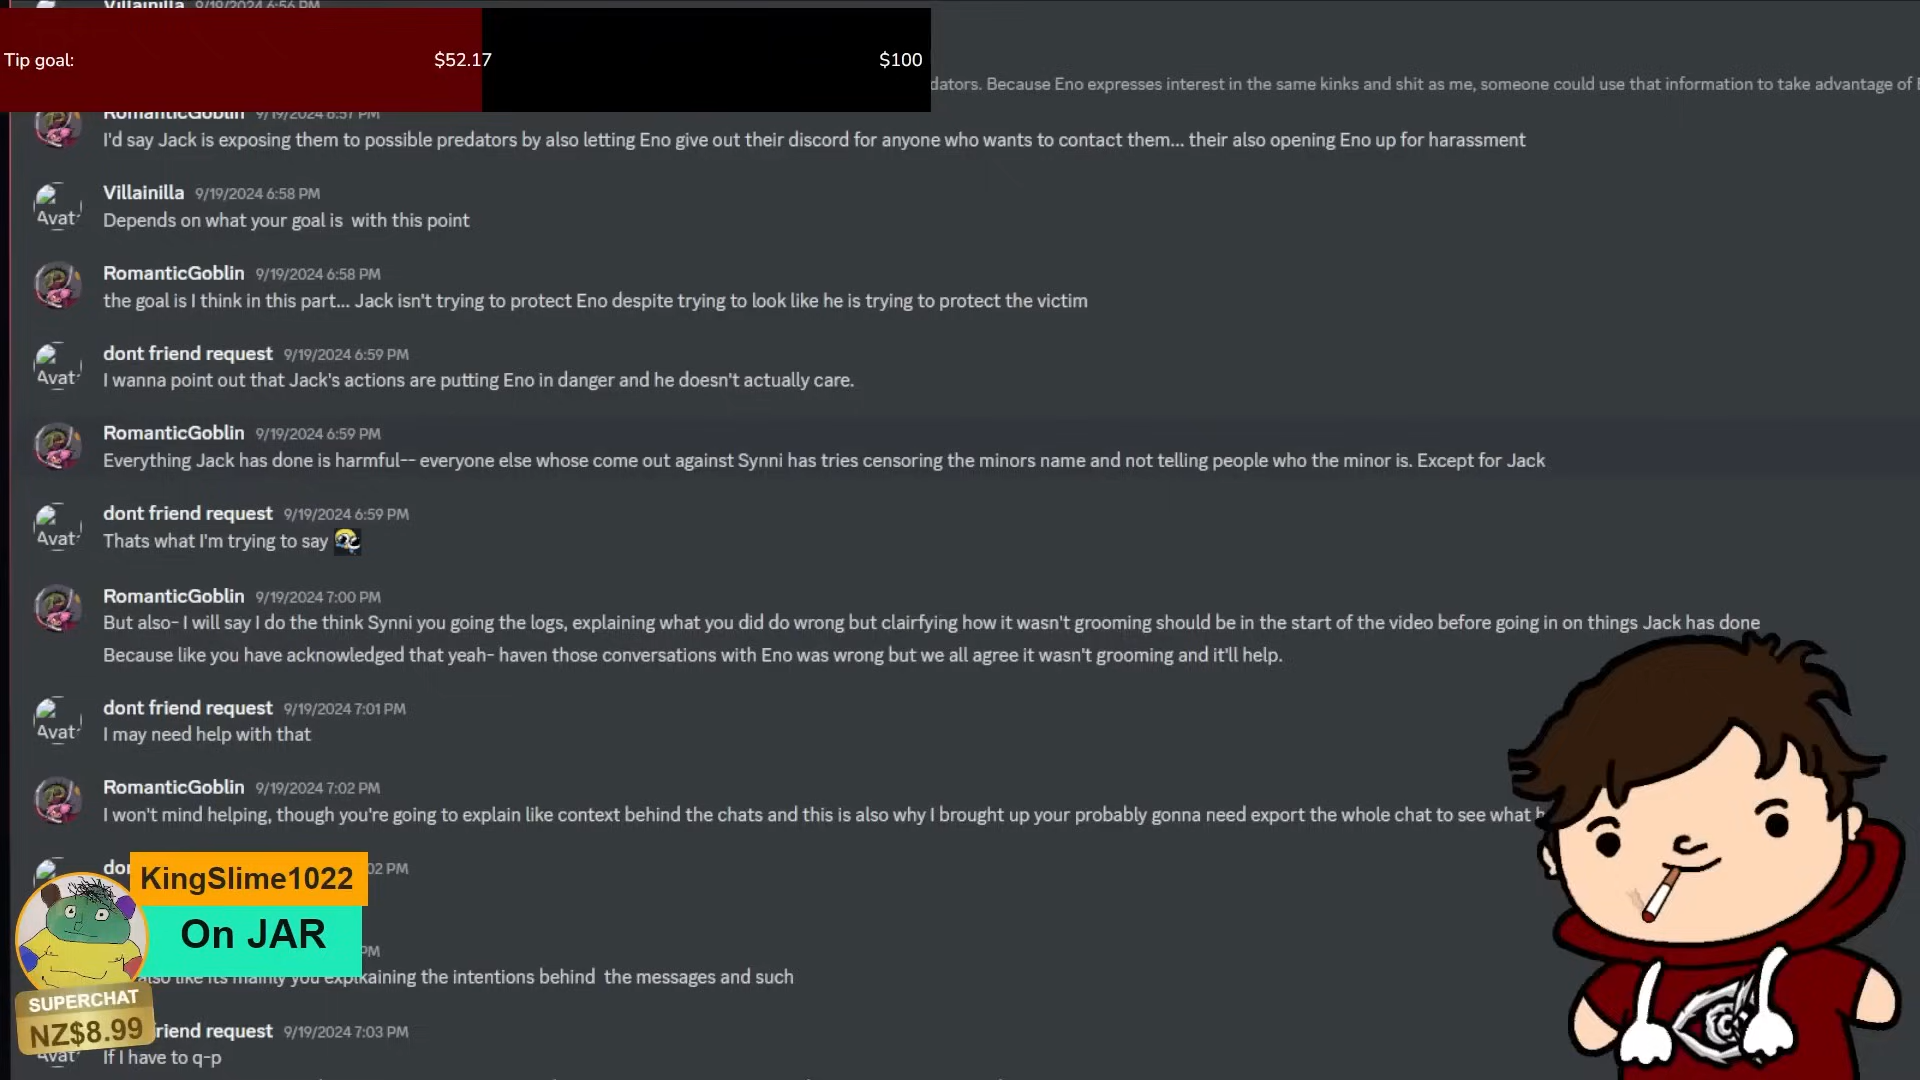 Villainilla 9/19/2024 6:56 PM
Tip goal: $52.17 $100
dators. Because Eno expresses interest in the same kinks and shit as me, someone could use that information to take advantage of
RomanticGoblin 9/19/2024 6:57 PM
I'd say Jack is exposing them to possible predators by also letting Eno give out their discord for anyone who wants to contact them... their also opening Eno up for harassment
Avat
Villainilla 9/19/2024 6:58 PM
Depends on what your goal is with this point
RomanticGoblin 9/19/2024 6:58 PM
the goal is I think in this part... Jack isn't trying to protect Eno despite trying to look like he is trying to protect the victim
Avat
dont friend request 9/19/2024 6:59 PM
I wanna point out that Jack's actions are putting Eno in danger and he doesn't actually care.
RomanticGoblin 9/19/2024 6:59 PM
Everything Jack has done is harmful-- everyone else whose come out against Synni has tries censoring the minors name and not telling people who the minor is. Except for Jack
Avat
dont friend request 9/19/2024 6:59 PM
Thats what I'm trying to say
RomanticGoblin 9/19/2024 7:00 PM
But also- I will say I do the think Synni you going the logs, explaining what you did do wrong but clairfying how it wasn't grooming should be in the start of the video before going in on things Jack has done
Because like you have acknowledged that yeah- haven those conversations with Eno was wrong but we all agree it wasn't grooming and it'll help.
Avat
dont friend request 9/19/2024 7:01 PM
I may need help with that
RomanticGoblin 9/19/2024 7:02 PM
I won't mind helping, though you're going to explain like context behind the chats and this is also why I brought up your probably gonna need export the whole chat to see what
don 02 PM
KingSlime1022
On JAR
PM
also like its mainly you explkaining the intentions behind the messages and such
SUPERCHAT
NZ$8.99
friend request 9/19/2024 7:03 PM
Avat
If I have to q-p